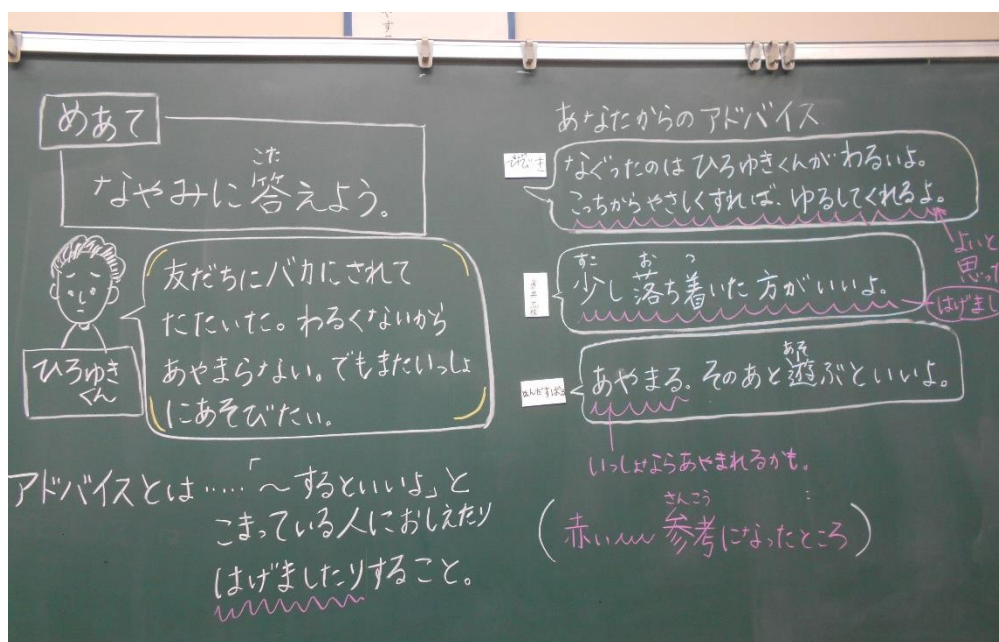 めあて
こた
なやみに答えよう。
友だちにバカにされて
たたいた。わるくないから
あやまらない。でもまたいっしょ
にあそびたい。
ひろゆき
くん
アドバイスとは……「~するといいよ」と
こまっている人におしえたり
はげましたりすること。
あなたからのアドバイス
なぐったのはひろゆきくんがわるいよ。
こっちからやさしくすれば、ゆるしてくれるよ。
よいと
思った
すこ お つ
少し落ち着いた方がいいよ。
はげまし
あそ
あやまる。そのあと遊ぶといいよ。
いっしょならあやまれるかも。
さんこう
(赤い 参考になったところ)